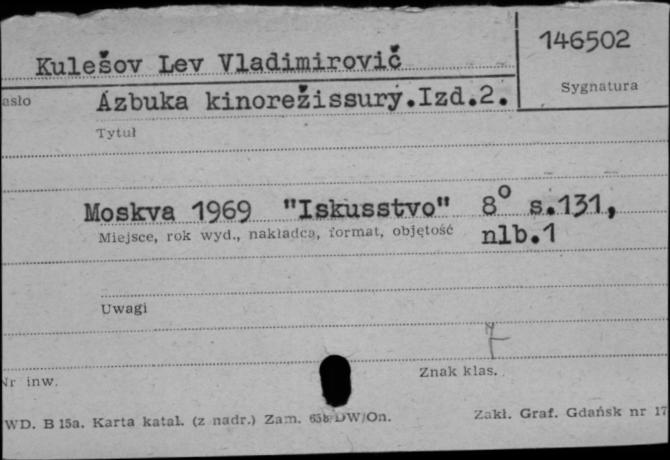 146502
Kulešov Lev Vladimirovič
Sygnatura
asło
Azbuka kinorežissury.Izd.2.
Tytuł
Moskva 1969 "Iskusstvo" 8° s.131,
Miejsce, rok wyd., nakładca, format, objętość nlb.1
Uwagi
F
Nr inw.
Znak klas.
WD. B 15a. Karta katal. (z nadr.) Zam. DW/On.
Zakł. Graf. Gdańsk nr 17